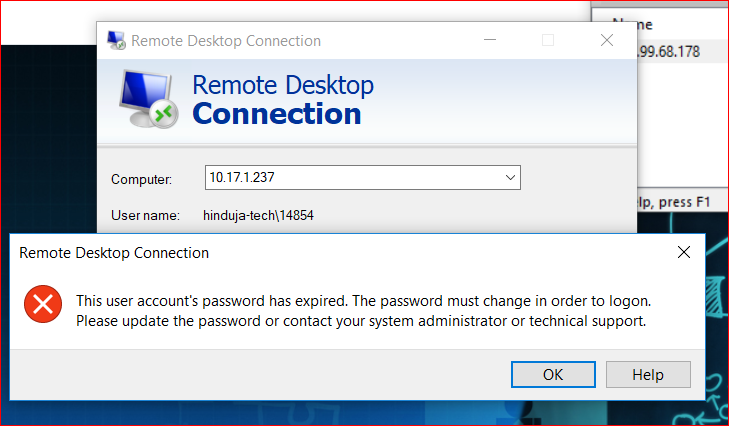 Name
.99.68.178
Remote Desktop Connection
Remote Desktop
Connection
Computer:
10.17.1.237
User name:
hinduja-tech\14854
elp, press F1
Remote Desktop Connection
This user account's password has expired. The password must change in order to logon.
Please update the password or contact your system administrator or technical support.
OK
Help